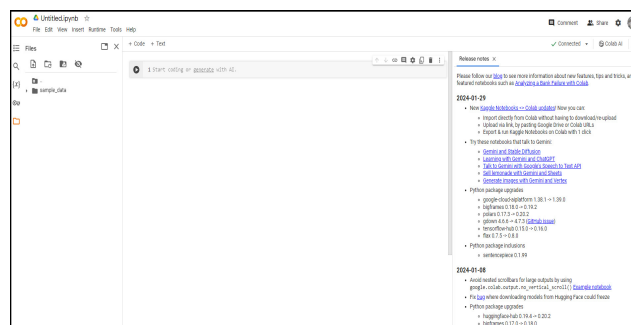 CO Untitled.ipynb ☆
File Edit View Insert Runtime Tools Help
Comment Share
Files
+ Code + Text
Connected Colab AI
..
sample_data
1 Start coding or generate with AI.
Release notes ×
Please follow our blog to see more information about new features, tips and tricks, an
featured notebooks such as Analyzing a Bank Failure with Colab.
2024-01-29
• New Kaggle Notebooks <> Colab updates! Now you can:
Import directly from Colab without having to download/re-upload
Upload via link, by pasting Google Drive or Colab URLs
Export & run Kaggle Notebooks on Colab with 1 click
• Try these notebooks that talk to Gemini:
Gemini and Stable Diffusion
Learning with Gemini and ChatGPT
Talk to Gemini with Google's Speech to Text API
Sell lemonade with Gemini and Sheets
Generate images with Gemini and Vertex
• Python package upgrades
google-cloud-aiplatform 1.38.1 -> 1.39.0
bigframes 0.18.0 -> 0.19.2
polars 0.17.3 -> 0.20.2
gdown 4.6.6 -> 4.7.3 (GitHub issue)
tensorflow-hub 0.15.0 -> 0.16.0
flax 0.7.5 -> 0.8.0
• Python package inclusions
sentencepiece 0.1.99
2024-01-08
• Avoid nested scrollbars for large outputs by using
google.colab.output.no_vertical_scroll() Example notebook
• Fix bug where downloading models from Hugging Face could freeze
• Python package upgrades
huggingface-hub 0.19.4 -> 0.20.2
bigframes 0.17.0 -> 0.18.0